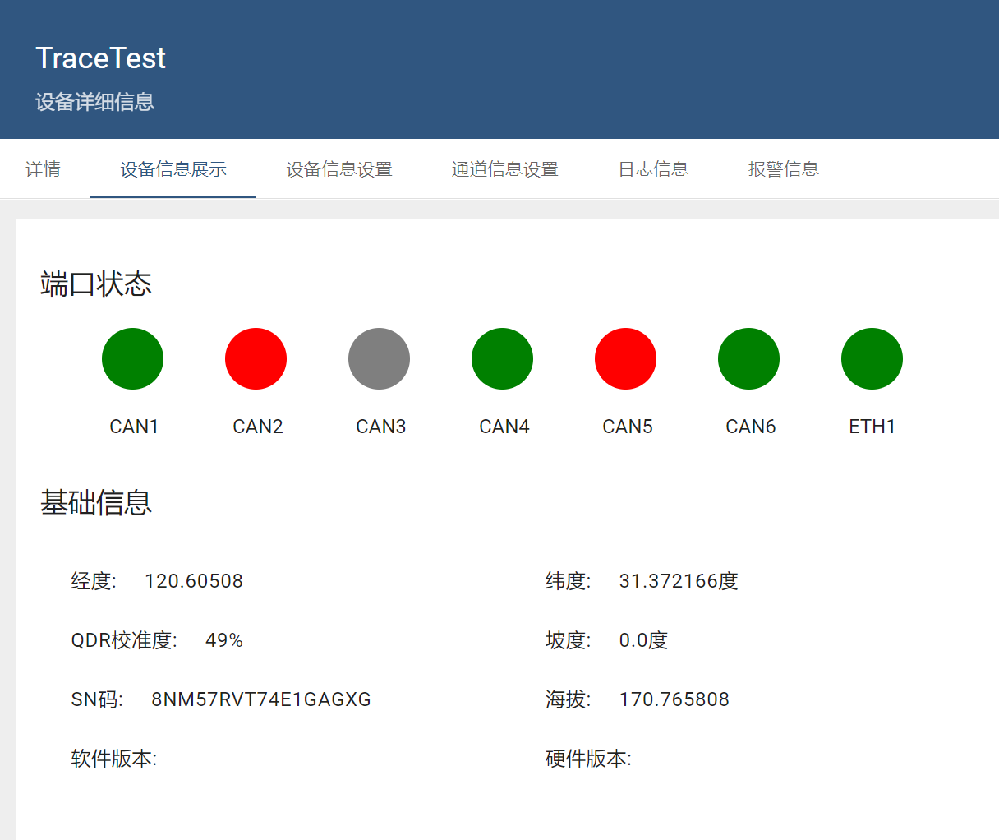 TraceTest
设备详细信息
详情 设备信息展示 设备信息设置 通道信息设置 日志信息 报警信息
端口状态
CAN1 CAN2 CAN3 CAN4 CAN5 CAN6 ETH1
基础信息
经度: 120.60508 纬度: 31.372166度
QDR校准度: 49% 坡度: 0.0度
SN码: 8NM57RVT74E1GAGXG 海拔: 170.765808
软件版本: 硬件版本: